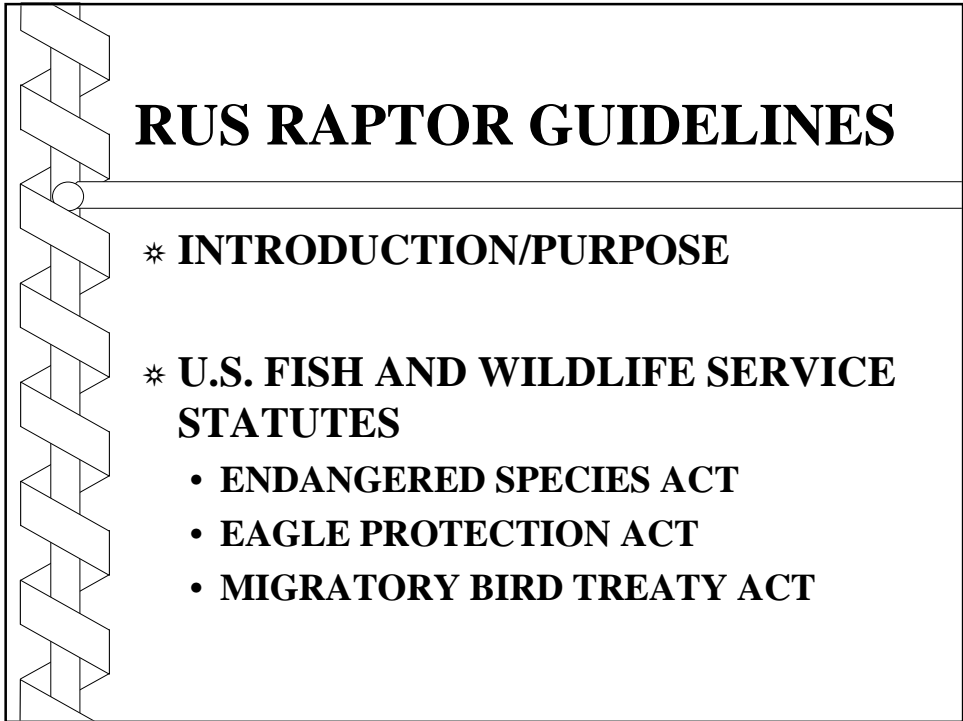 RUS RAPTOR GUIDELINES
INTRODUCTION/PURPOSE
U.S. FISH AND WILDLIFE SERVICE
STATUTES
• ENDANGERED SPECIES ACT
• EAGLE PROTECTION ACT
• MIGRATORY BIRD TREATY ACT